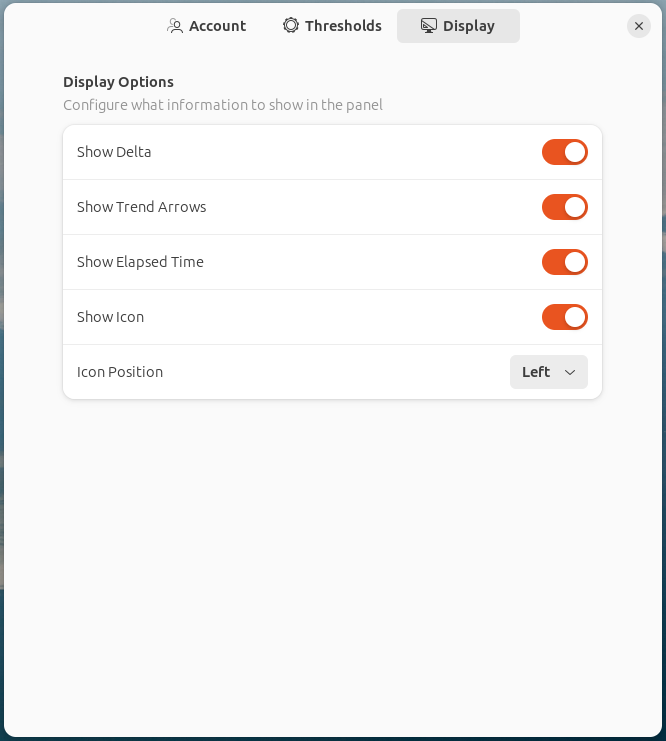 Account
Thresholds
Display
Display Options
Configure what information to show in the panel
Show Delta
Show Trend Arrows
Show Elapsed Time
Show Icon
Icon Position
Left